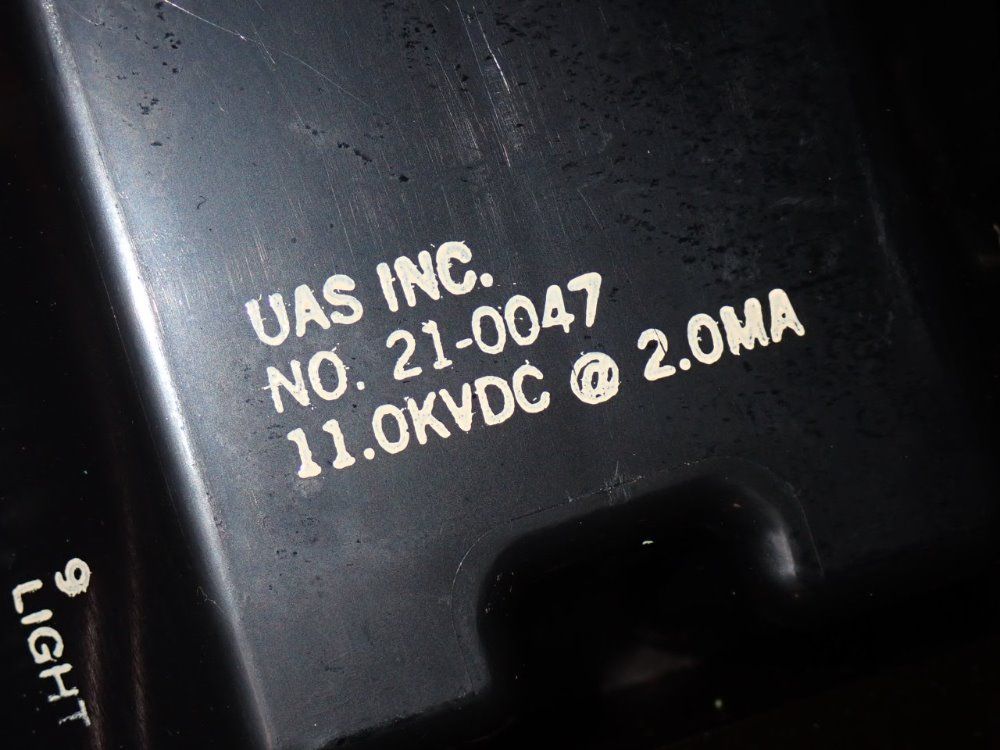 UAS INC.
NO. 21-0047
11.0KVDC @ 2.0MA
9
LIGHT